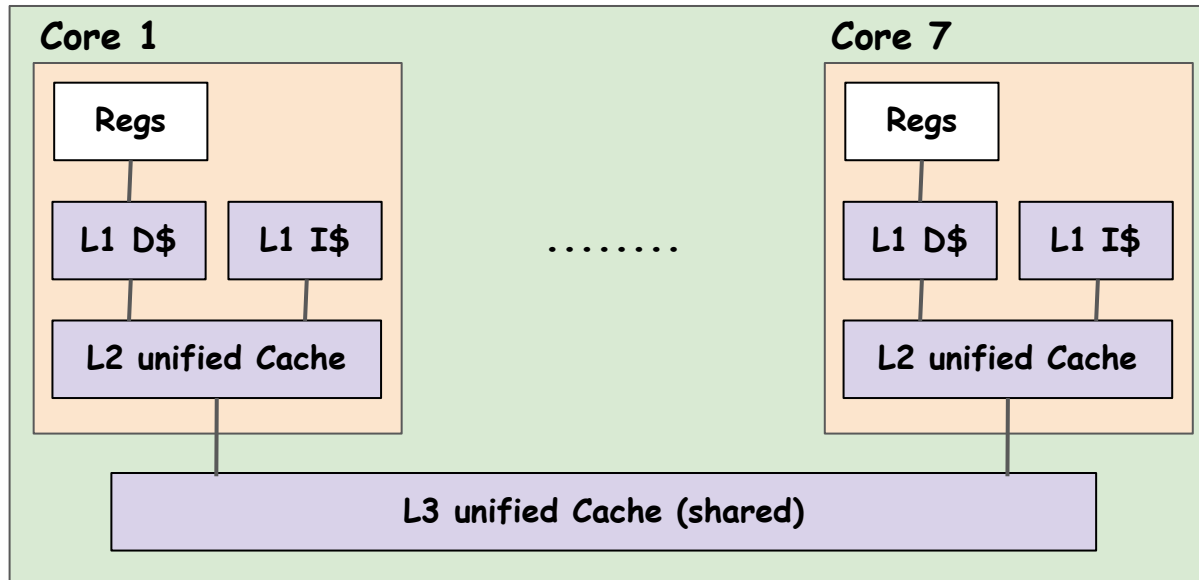 Core 1
Core 7
Regs
Regs
L1 D$
L1 I$
........
L1 D$
L1 I$
L2 unified Cache
L2 unified Cache
L3 unified Cache (shared)